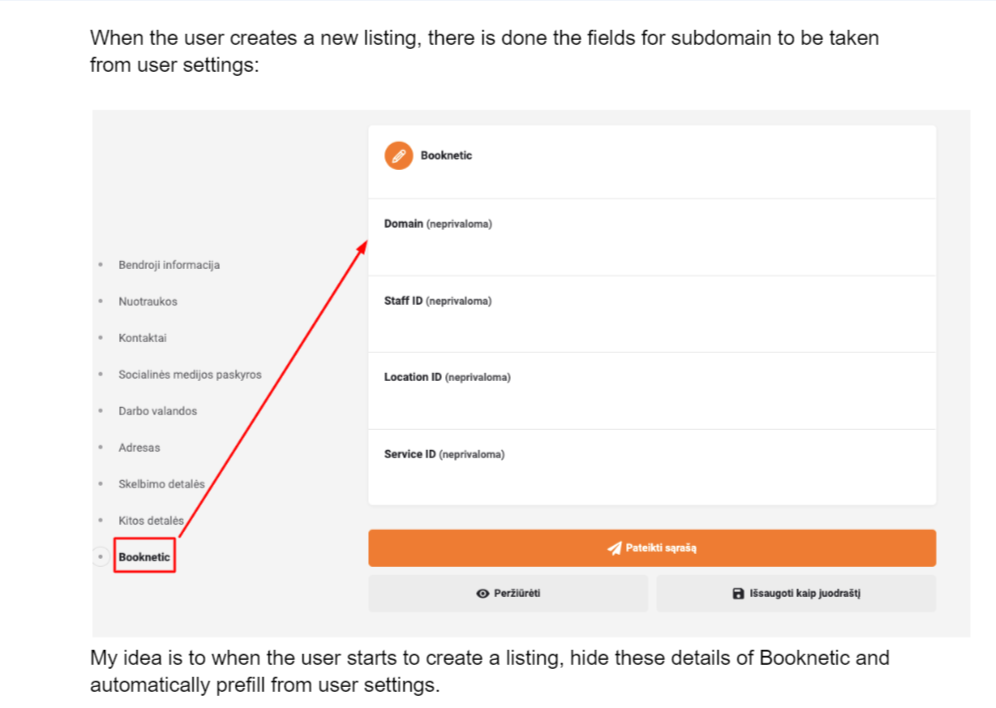 When the user creates a new listing, there is done the fields for subdomain to be taken
from user settings:
Booknetic
Domain (neprivaloma)
Bendroji informacija
Staff ID (neprivaloma)
Nuotraukos
Kontaktai
Location ID (neprivaloma)
Socialinės medijos paskyros
Darbo valandos
Adresas
Service ID (neprivaloma)
Skelbimo detalės
Kitos detalės
Booknetic
Pateikti sąrašą
Peržiūrėti
Išsaugoti kaip juodraštį
My idea is to when the user starts to create a listing, hide these details of Booknetic and
automatically prefill from user settings.